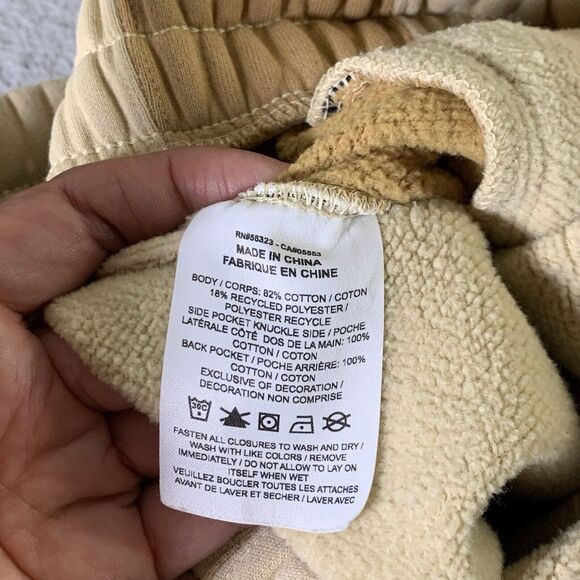 RN#56323 - CA#05553
MADE IN CHINA
FABRIQUE EN CHINE
BODY / CORPS: 82% COTTON / COTON
18% RECYCLED POLYESTER /
POLYESTER RECYCLE
SIDE POCKET KNUCKLE SIDE / POCHE
LATÉRALE CÔTÉ DOS DE LA MAIN: 100%
COTTON / COTON
BACK POCKET / POCHE ARRIÈRE: 100%
COTTON / COTON
EXCLUSIVE OF DECORATION /
DECORATION NON COMPRISE
30C
FASTEN ALL CLOSURES TO WASH AND DRY /
WASH WITH LIKE COLORS / REMOVE
IMMEDIATELY / DO NOT ALLOW TO LAY ON
ITSELF WHEN WET
VEUILLEZ BOUCLER TOUTES LES ATTACHES
AVANT DE LAVER ET SECHER / LAVER